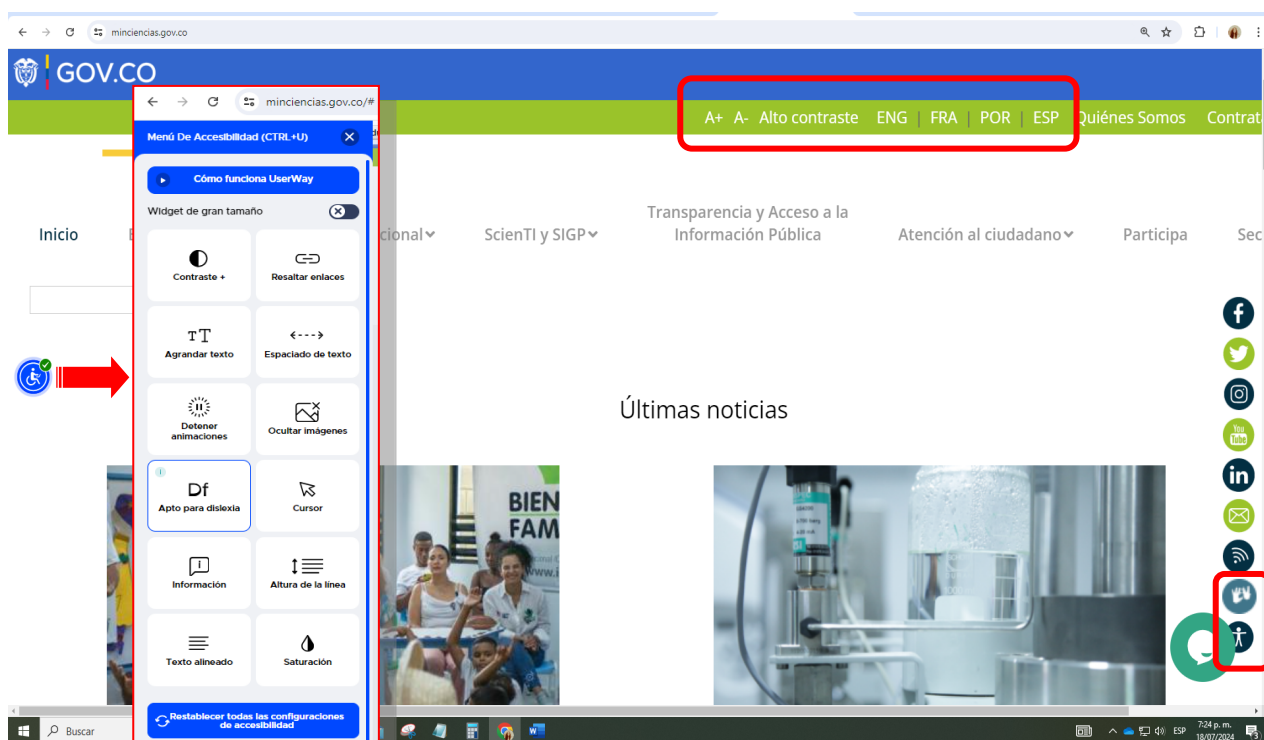 minciencias.gov.co
GOV.CO
A+ A- Alto contraste ENG | FRA | POR | ESP Quiénes Somos Contrat
minciencias.gov.co/#
Menú De Accesibilidad (CTRL+U)
Cómo funciona UserWay
Widget de gran tamaño
Contraste +
Resaltar enlaces
Agrandar texto
Espaciado de texto
Detener
animaciones
Ocultar imágenes
Df
Apto para dislexia
Cursor
Información
Altura de la línea
Texto alineado
Saturación
Restablecer todas las configuraciones
de accesibilidad
Inicio
cional
ScienTI y SIGP
Transparencia y Acceso a la
Información Pública
Atención al ciudadano
Participa
Sec
Últimas noticias
BIEN
FAM
You
Tube
in
Buscar
ESP
7:24 p. m.
18/07/2024